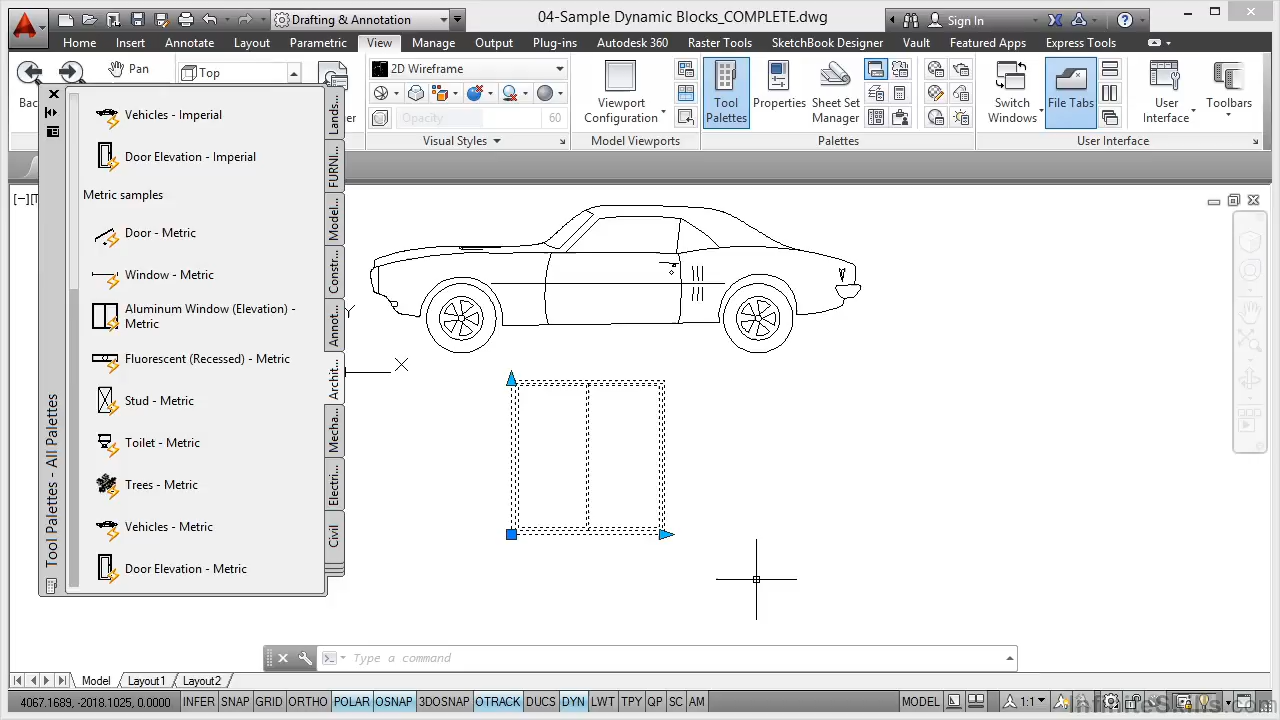 Drafting & Annotation
04-Sample Dynamic Blocks_COMPLETE.dwg
Sign In
Home Insert Annotate Layout Parametric View Manage Output Plug-ins Autodesk 360 Raster Tools SketchBook Designer Vault Featured Apps Express Tools
Pan
Top
2D Wireframe
Opacity 60
Visual Styles
Viewport
Configuration
Model Viewports
Tool
Palettes
Properties
Sheet Set
Manager
Palettes
Switch
Windows
File Tabs
User
Interface
Toolbars
User Interface
Vehicles - Imperial
Door Elevation - Imperial
Metric samples
Door - Metric
Window - Metric
Aluminum Window (Elevation) -
Metric
Fluorescent (Recessed) - Metric
Stud - Metric
Toilet - Metric
Trees - Metric
Vehicles - Metric
Door Elevation - Metric
Tool Palettes - All Palettes
Lands...
FURNI...
Model...
Constr...
Annot...
Archit...
Mecha...
Electri...
Civil
Type a command
Model Layout1 Layout2
4067.1689, -2018.1025, 0.0000 INFER SNAP GRID ORTHO POLAR OSNAP 3DOSNAP OTRACK DUCS DYN LWT TPY QP SC AM MODEL 1:1
InfiniteSkills.com